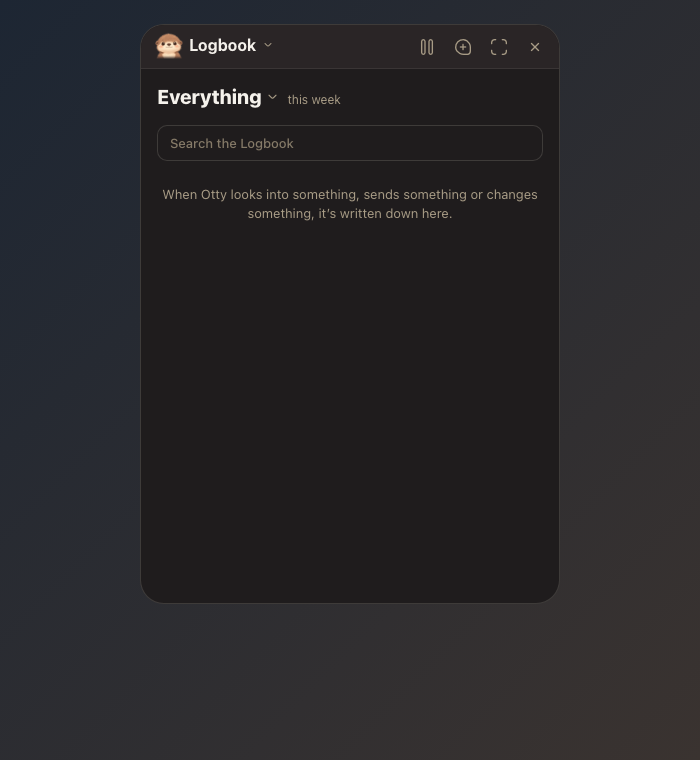 Logbook
Everything this week
Search the Logbook
When Otty looks into something, sends something or changes
something, it's written down here.